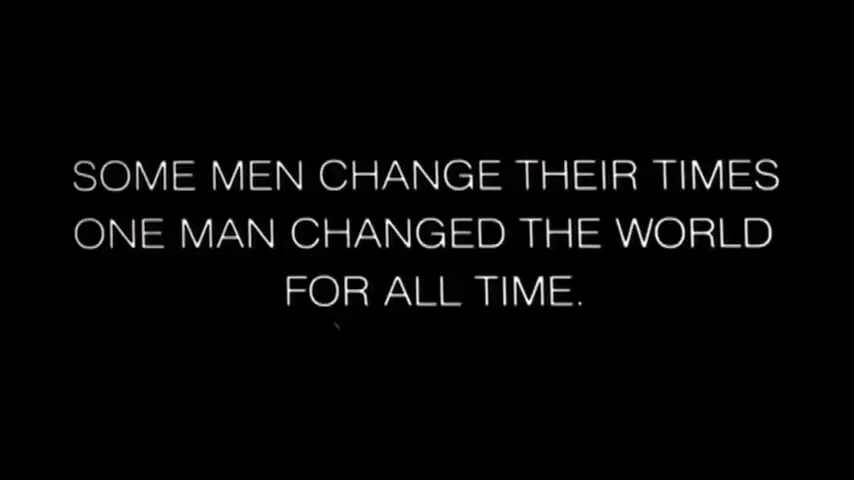 SOME MEN CHANGE THEIR TIMES
ONE MAN CHANGED THE WORLD
FOR ALL TIME.